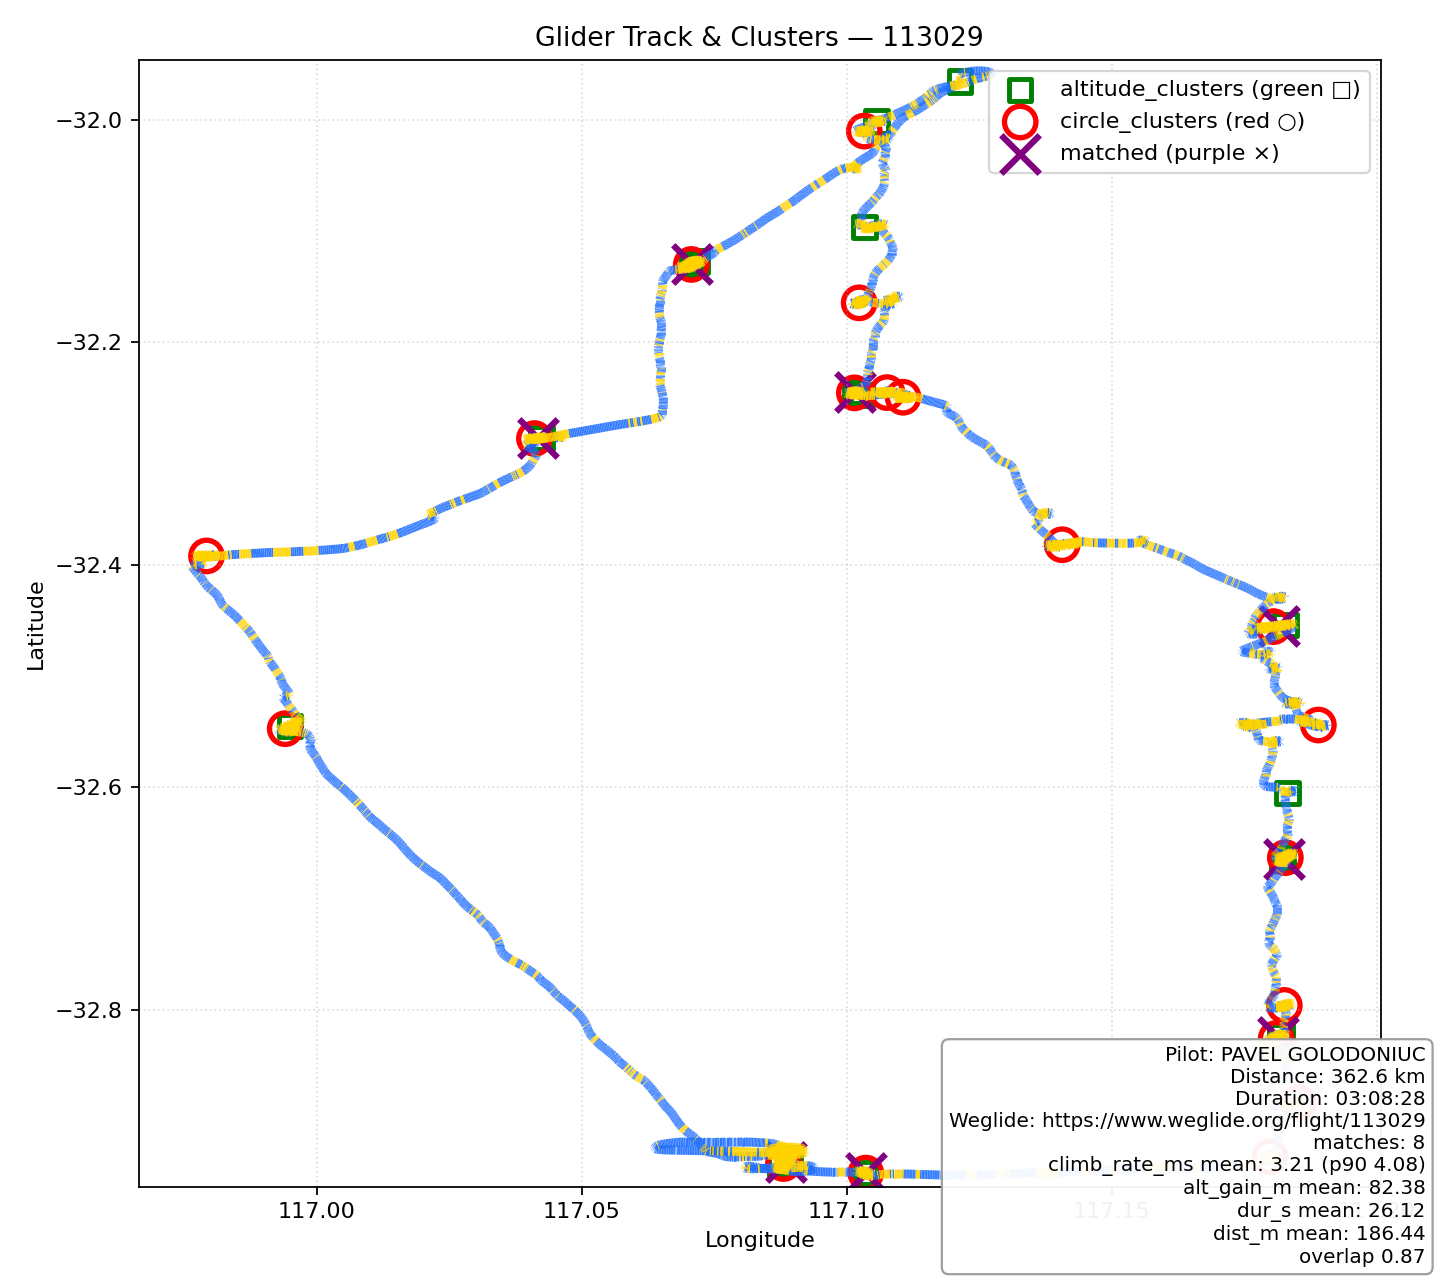 Glider Track & Clusters — 113029
altitude_clusters (green □)
circle_clusters (red ○)
matched (purple ×)
−32.0
−32.2
−32.4
−32.6
−32.8
Latitude
117.00
117.05
117.10
117.15
Longitude
Pilot: PAVEL GOLODONIUC
Distance: 362.6 km
Duration: 03:08:28
Weglide: https://www.weglide.org/flight/113029
matches: 8
climb_rate_ms mean: 3.21 (p90 4.08)
alt_gain_m mean: 82.38
dur_s mean: 26.12
dist_m mean: 186.44
overlap 0.87